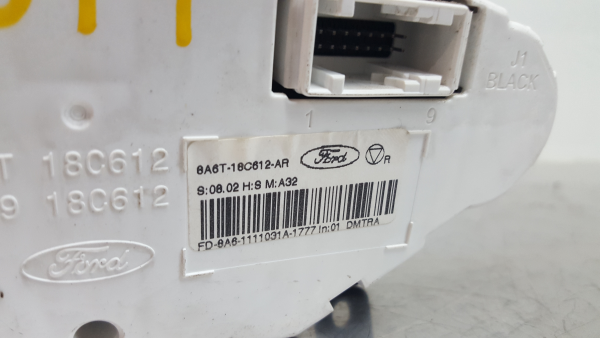 J1
BLACK
1 9
8A6T-18C612-AR Ford R
S:08.02 H:S M:A32
FD-8A6-1111031A-1777 In:01 DMTRA
T 18C612
9 18C612
Ford